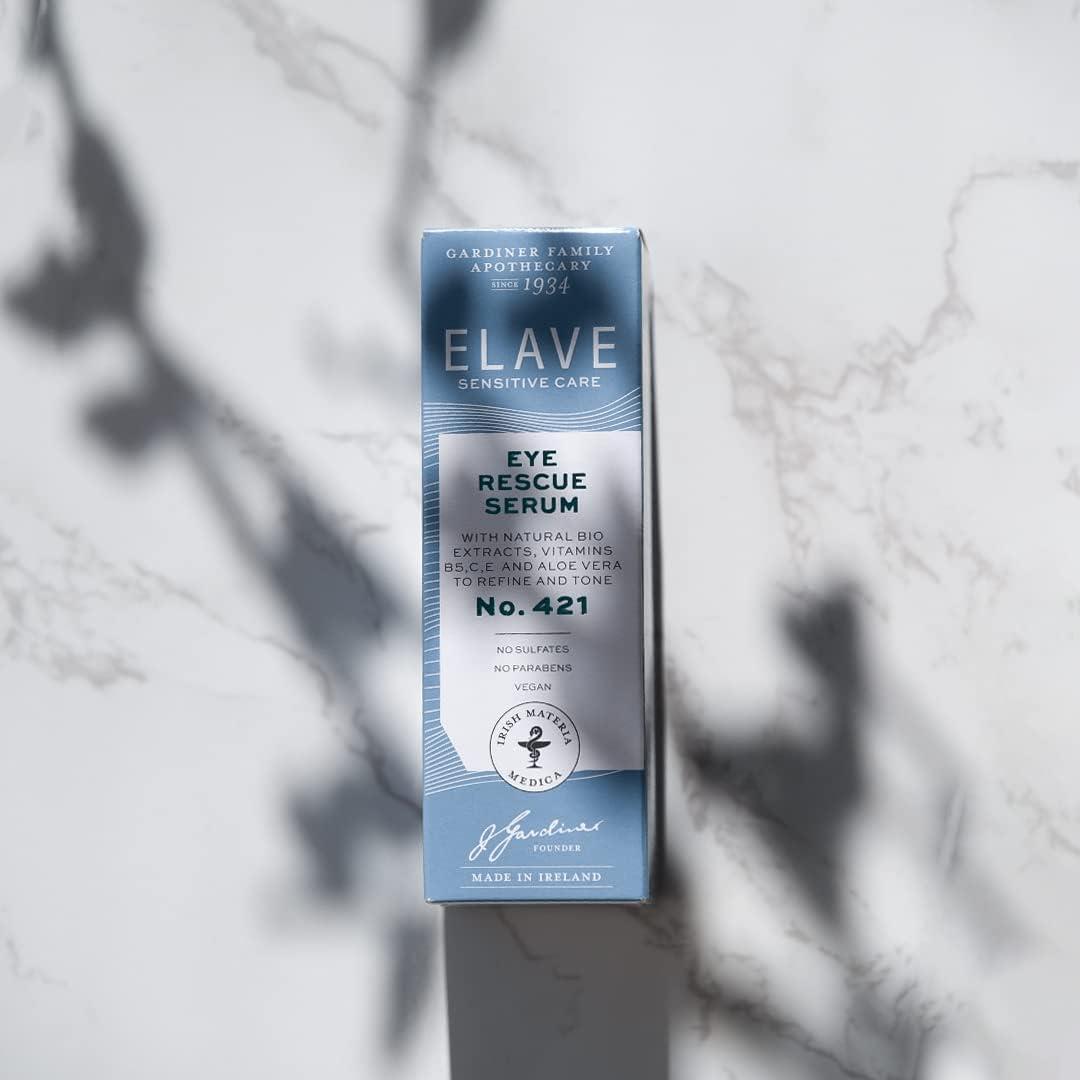 GARDINER FAMILY
APOTHECARY
SINCE 1934
ELAVE
SENSITIVE CARE
EYE
RESCUE
SERUM
WITH NATURAL BIO
EXTRACTS, VITAMINS
B5,C,E AND ALOE VERA
TO REFINE AND TONE
No. 421
NO SULFATES
NO PARABENS
VEGAN
IRISH MATERIA
MEDICA
J Gardiner
FOUNDER
MADE IN IRELAND